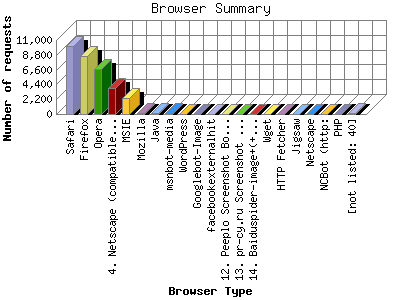 Browser Summary
Number of requests
11,000
8,800
6,600
4,400
2,200
0
Safari
Firefox
Opera
4. Netscape (compatible...
MSIE
Mozilla
Java
msnbot-media
WordPress
Googlebot-Image
facebookexternalhit
12. Peeplo Screenshot Bo...
13. pr-cy.ru Screenshot ...
14. Baiduspider-image++(+...
Wget
HTTP Fetcher
Jigsaw
Netscape
NCBot (http:
PHP
[not listed: 40]
Browser Type